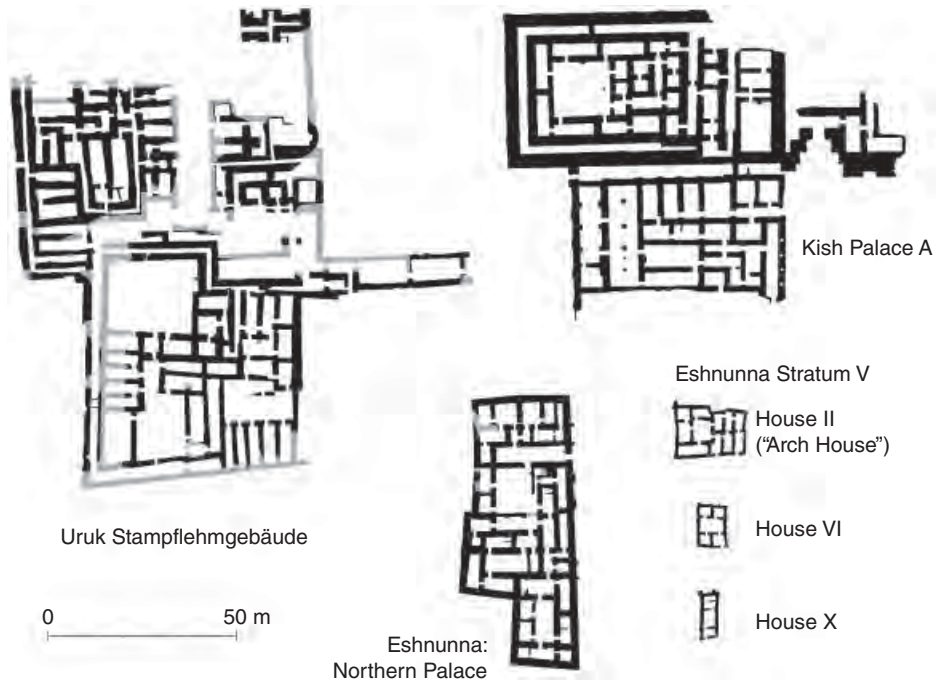 Kish Palace A
Eshnunna Stratum V
House II
("Arch House")
House VI
House X
Uruk Stampflehmgebäude
0 50 m
Eshnunna:
Northern Palace